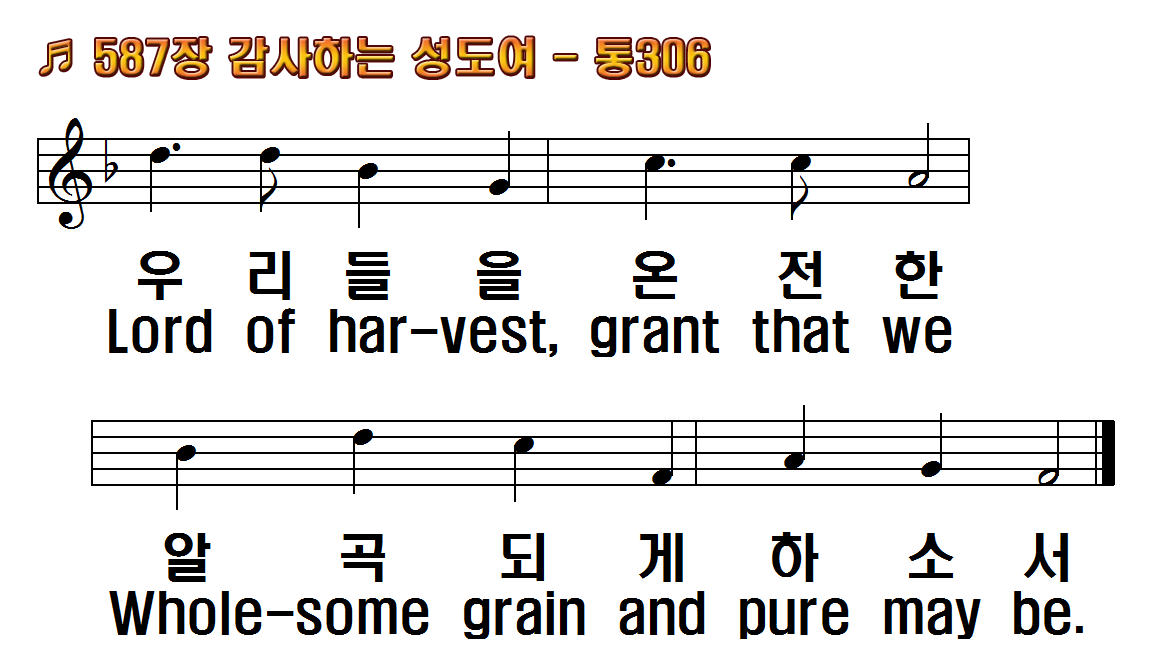 ♬ 587장 감사하는 성도여 - 통306
우 리 들 을 온 전 한
Lord of har-vest, grant that we
알 곡 되 게 하 소 서
Whole-some grain and pure may be.